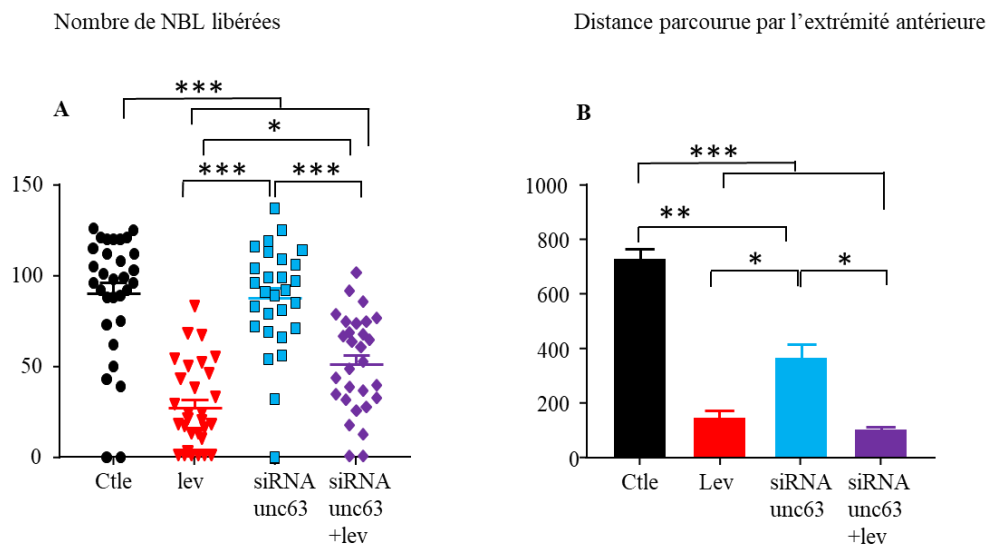 Nombre de NBL libérées
Distance parcourue par l’extrémité antérieure
A
***
*
***
***
150
100
50
0
Ctle
lev
siRNA
unc63
siRNA
unc63
+lev
B
***
**
*
*
1000
800
600
400
200
0
Ctle
Lev
siRNA
unc63
siRNA
unc63
+lev